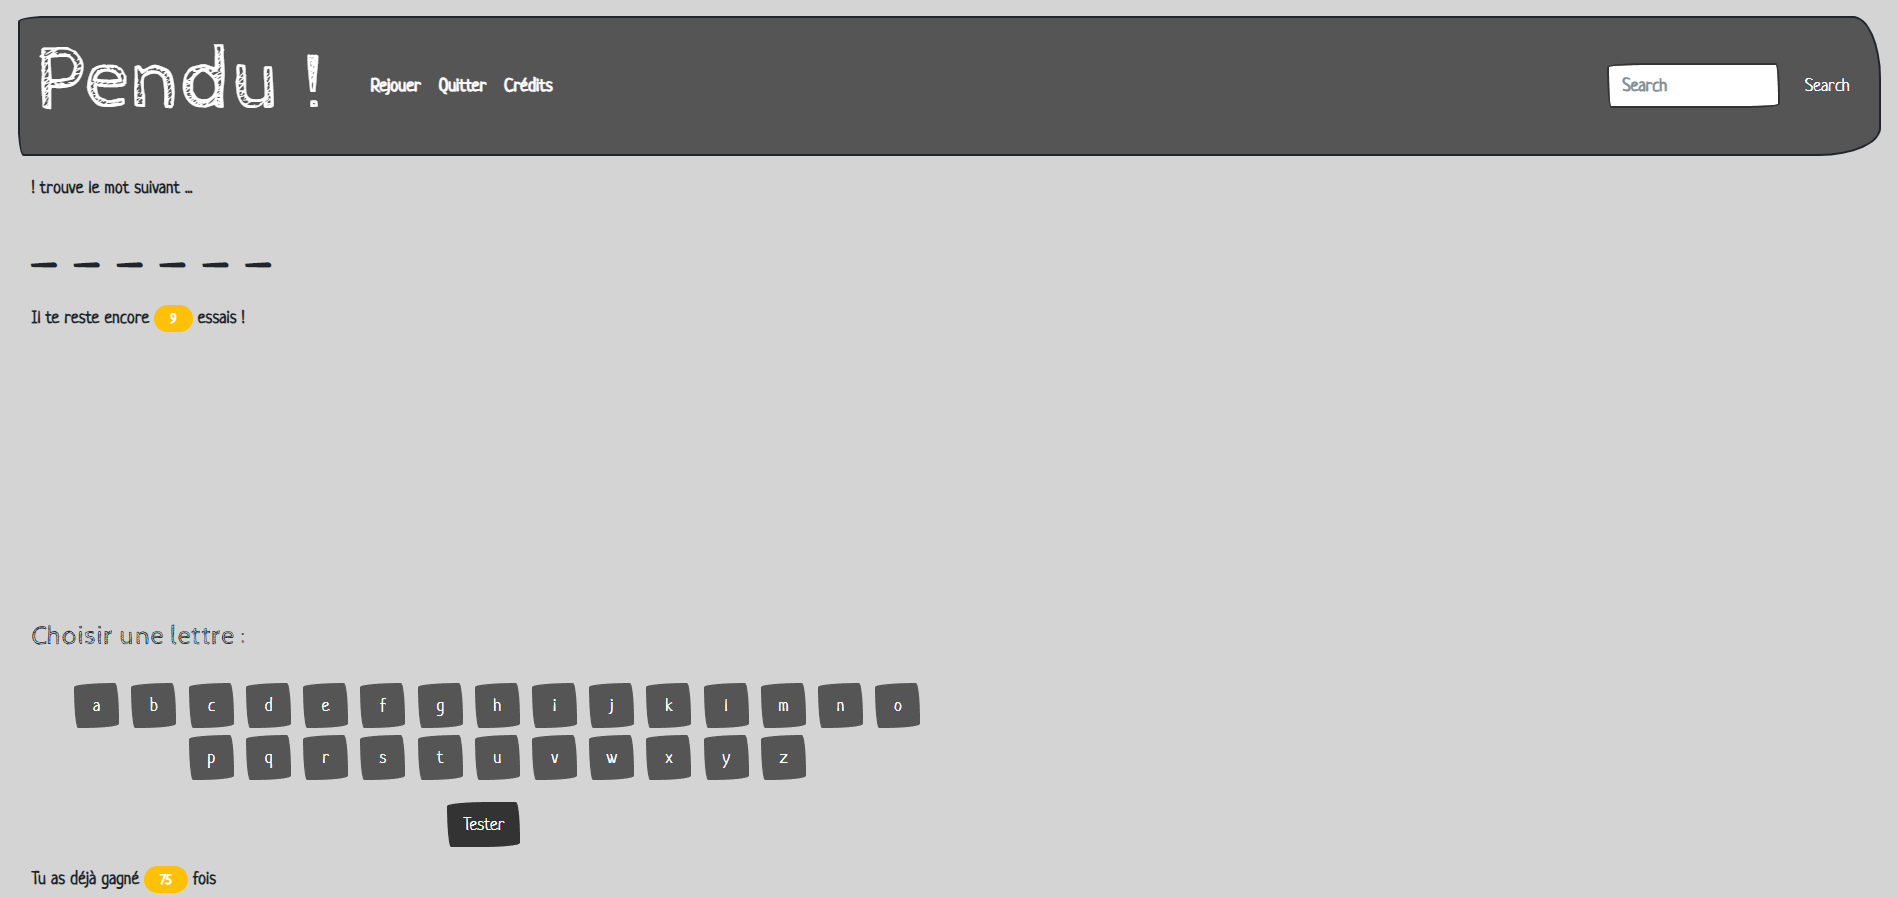 Pendu !
Rejouer Quitter Crédits
Search Search
! trouve le mot suivant ...
_ _ _ _ _ _
Il te reste encore 9 essais !
Choisir une lettre :
a b c d e f g h i j k l m n o
p q r s t u v w x y z
Tester
Tu as déjà gagné 75 fois